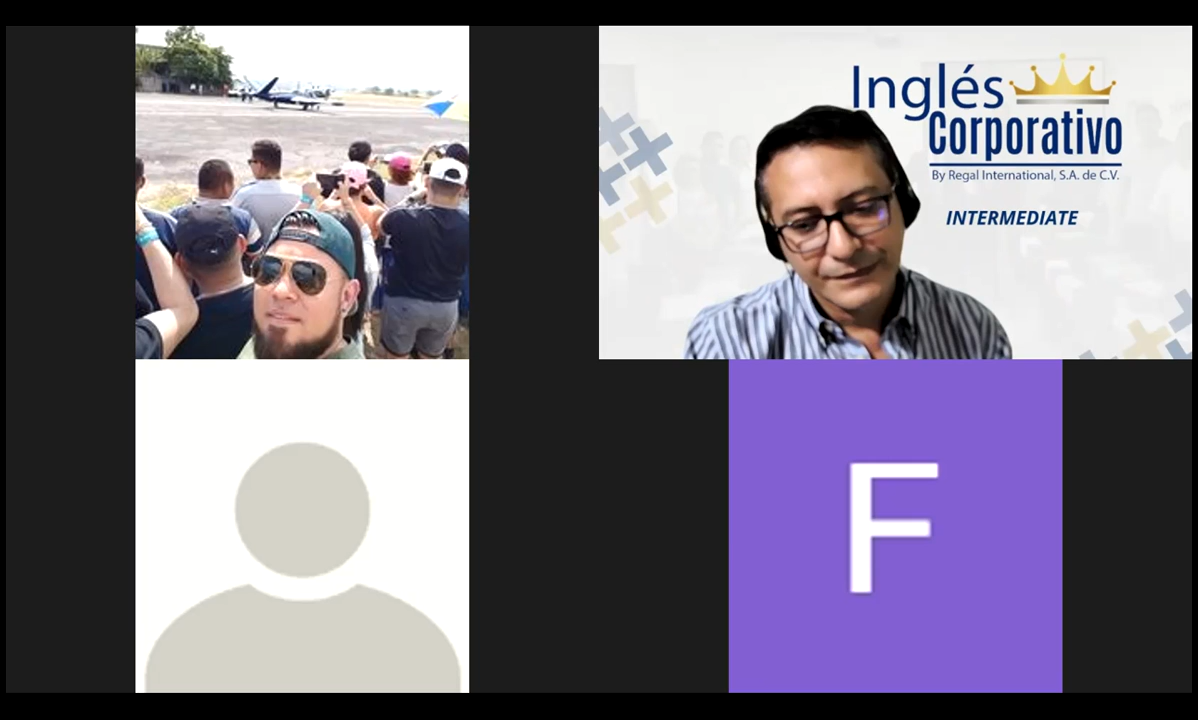 Inglés
Corporativo
By Regal International, S.A. de C.V.
INTERMEDIATE
F